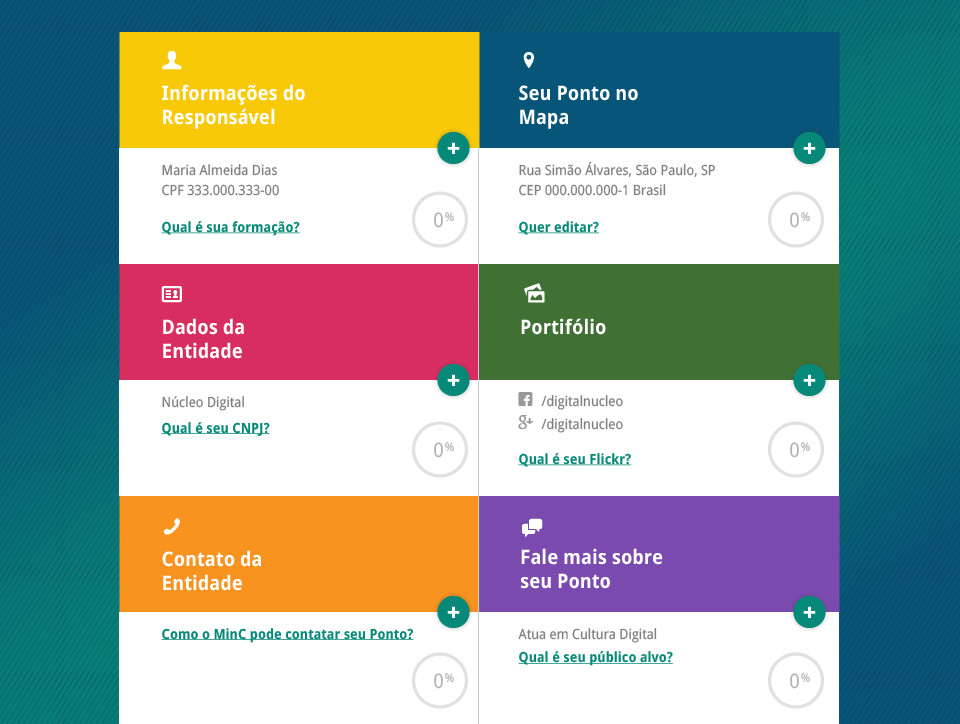 Informações do
Responsável
+
Maria Almeida Dias
CPF 333.000.333-00
Qual é sua formação?
0%
Seu Ponto no
Mapa
+
Rua Simão Álvares, São Paulo, SP
CEP 000.000.000-1 Brasil
Quer editar?
0%
Dados da
Entidade
+
Núcleo Digital
Qual é seu CNPJ?
0%
Portifólio
+
/digitalnucleo
g+ /digitalnucleo
Qual é seu Flickr?
0%
Contato da
Entidade
+
Como o MinC pode contatar seu Ponto?
0%
Fale mais sobre
seu Ponto
+
Atua em Cultura Digital
Qual é seu público alvo?
0%